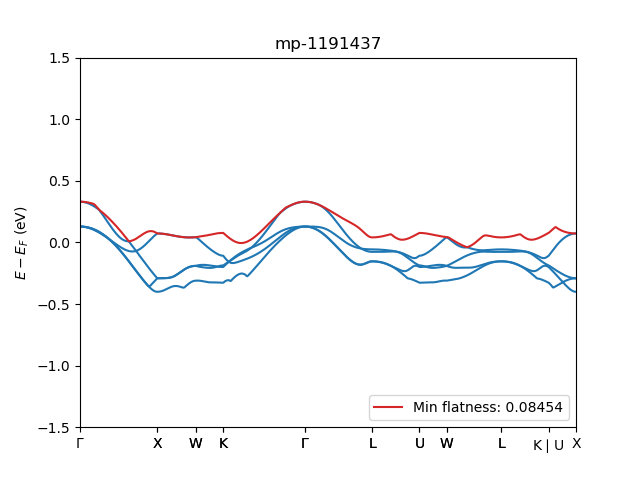 mp-1191437
E − E_F (eV)
1.5
1.0
0.5
0.0
−0.5
−1.0
−1.5
Min flatness: 0.08454
Γ X W K Γ L U W L K | U X